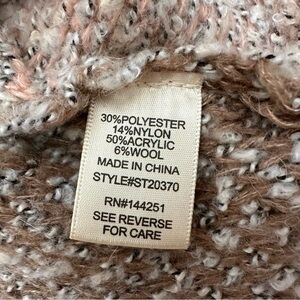 30%POLYESTER
14%NYLON
50%ACRYLIC
6%WOOL
MADE IN CHINA
STYLE#ST20370
RN#144251
SEE REVERSE
FOR CARE